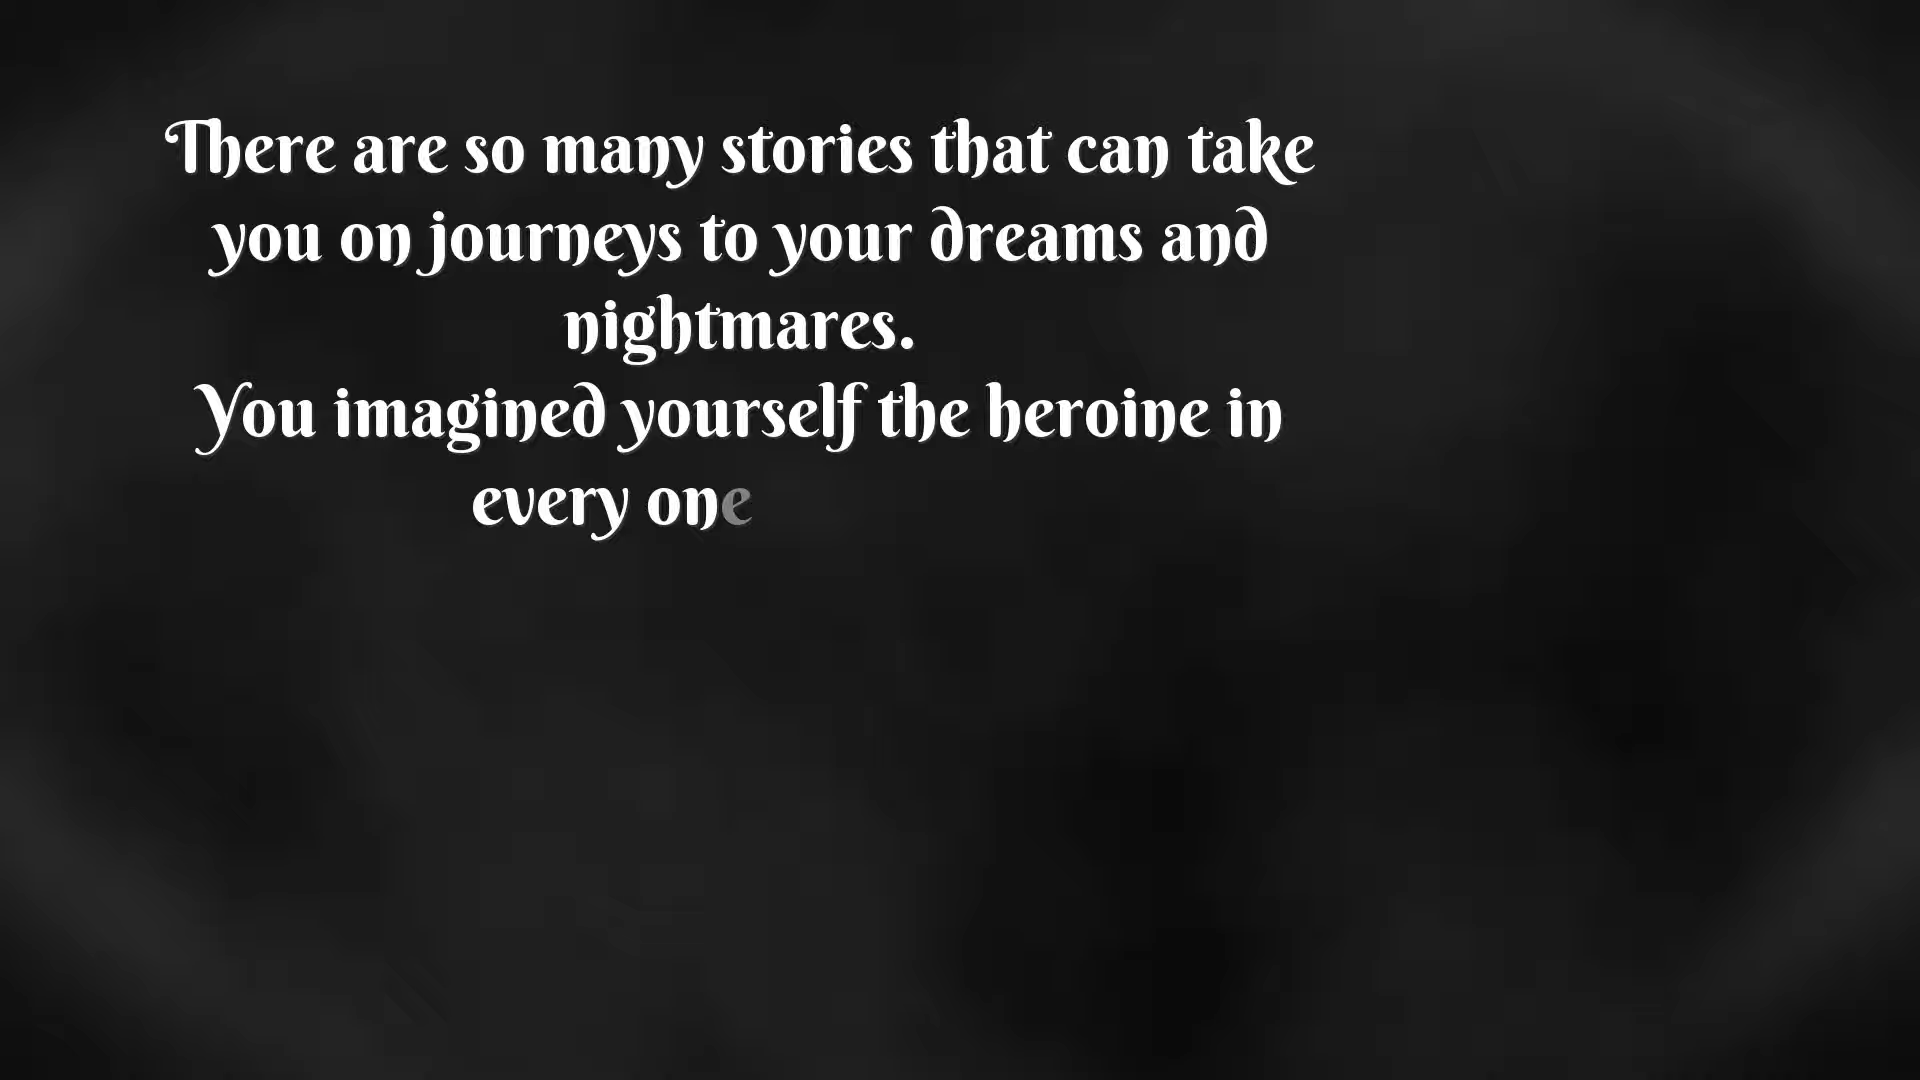 There are so many stories that can take
you on journeys to your dreams and
nightmares.
You imagined yourself the heroine in
every one